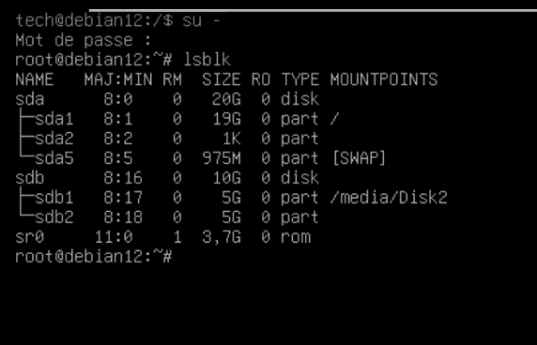 tech@debian12:/$ su -
Mot de passe :
root@debian12:~# lsblk
NAME   MAJ:MIN RM  SIZE RO TYPE MOUNTPOINTS
sda      8:0    0   20G  0 disk
├─sda1   8:1    0   19G  0 part /
├─sda2   8:2    0    1K  0 part
└─sda5   8:5    0  975M  0 part [SWAP]
sdb      8:16   0   10G  0 disk
├─sdb1   8:17   0    5G  0 part /media/Disk2
└─sdb2   8:18   0    5G  0 part
sr0     11:0    1  3,7G  0 rom
root@debian12:~#